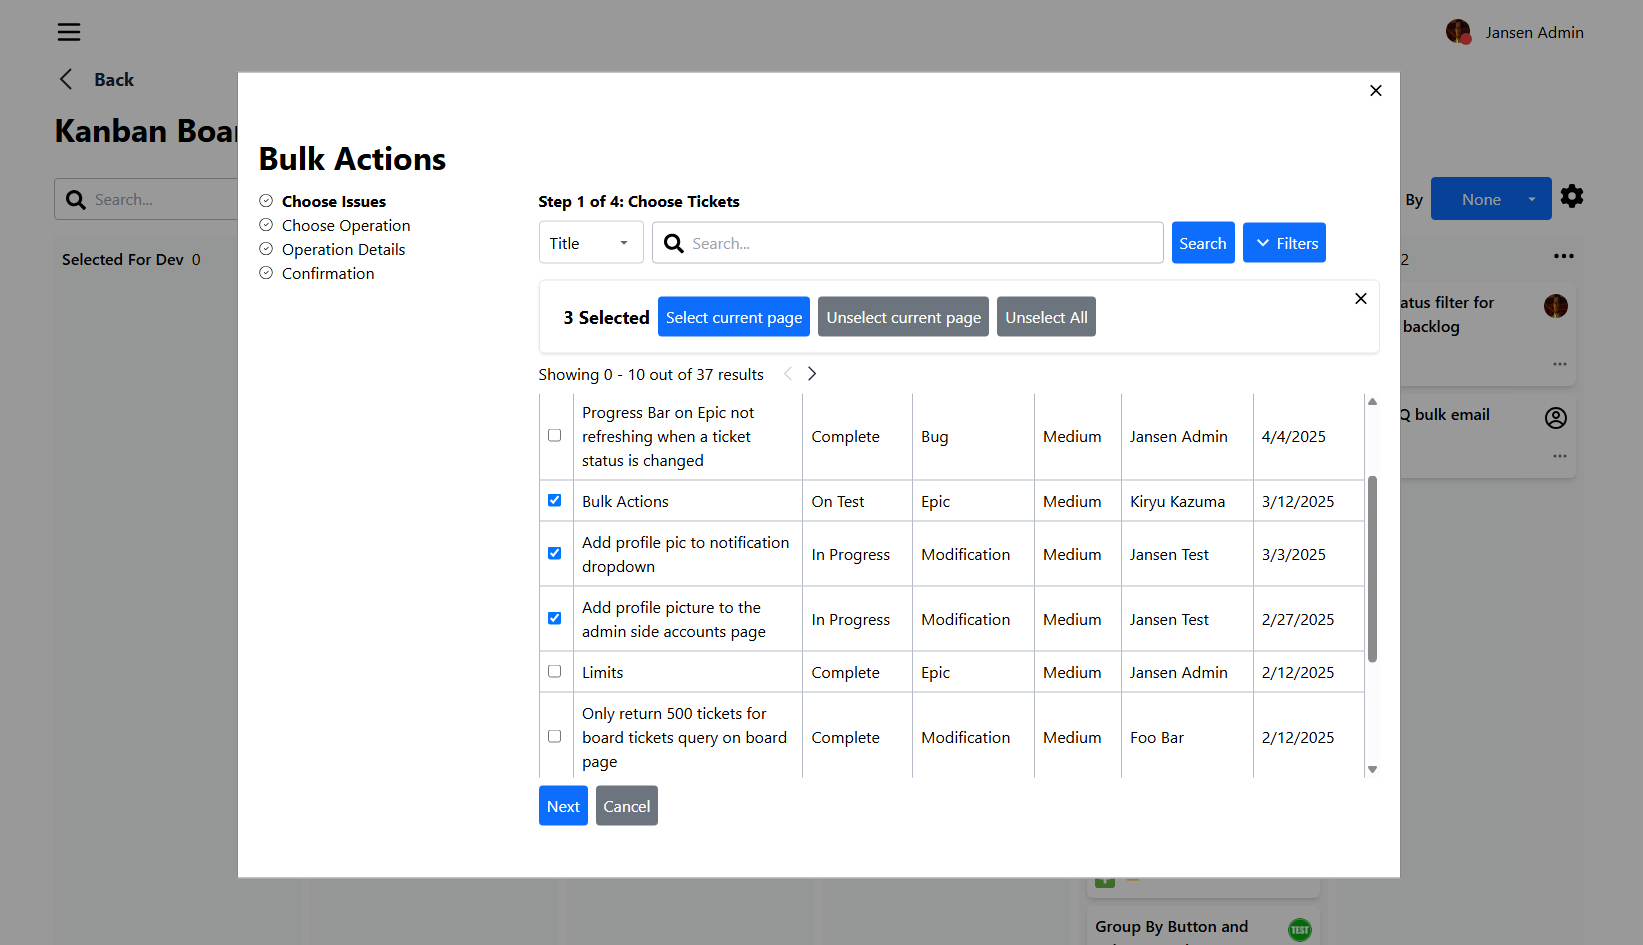 Jansen Admin
Back
Kanban Boar
Search...
By
None
Selected For Dev 0
2
atus filter for
backlog
Q bulk email
Bulk Actions
Choose Issues
Choose Operation
Operation Details
Confirmation
Step 1 of 4: Choose Tickets
Title
Search...
Search
Filters
3 Selected
Select current page
Unselect current page
Unselect All
Showing 0 - 10 out of 37 results
Progress Bar on Epic not
refreshing when a ticket
status is changed
Complete
Bug
Medium
Jansen Admin
4/4/2025
Bulk Actions
On Test
Epic
Medium
Kiryu Kazuma
3/12/2025
Add profile pic to notification
dropdown
In Progress
Modification
Medium
Jansen Test
3/3/2025
Add profile picture to the
admin side accounts page
In Progress
Modification
Medium
Jansen Test
2/27/2025
Limits
Complete
Epic
Medium
Jansen Admin
2/12/2025
Only return 500 tickets for
board tickets query on board
page
Complete
Modification
Medium
Foo Bar
2/12/2025
Next
Cancel
Group By Button and
TEST